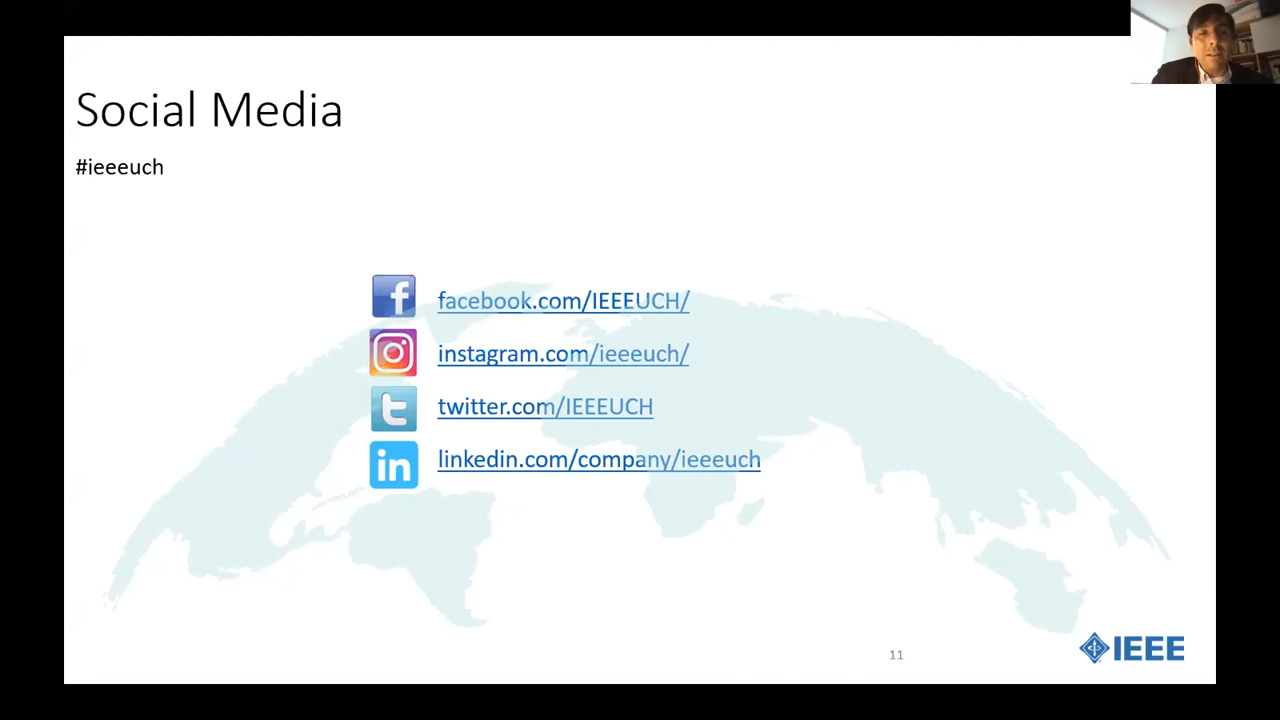 Social Media
#ieeeuch
facebook.com/IEEEUCH/
instagram.com/ieeeuch/
twitter.com/IEEEUCH
linkedin.com/company/ieeeuch
11
IEEE